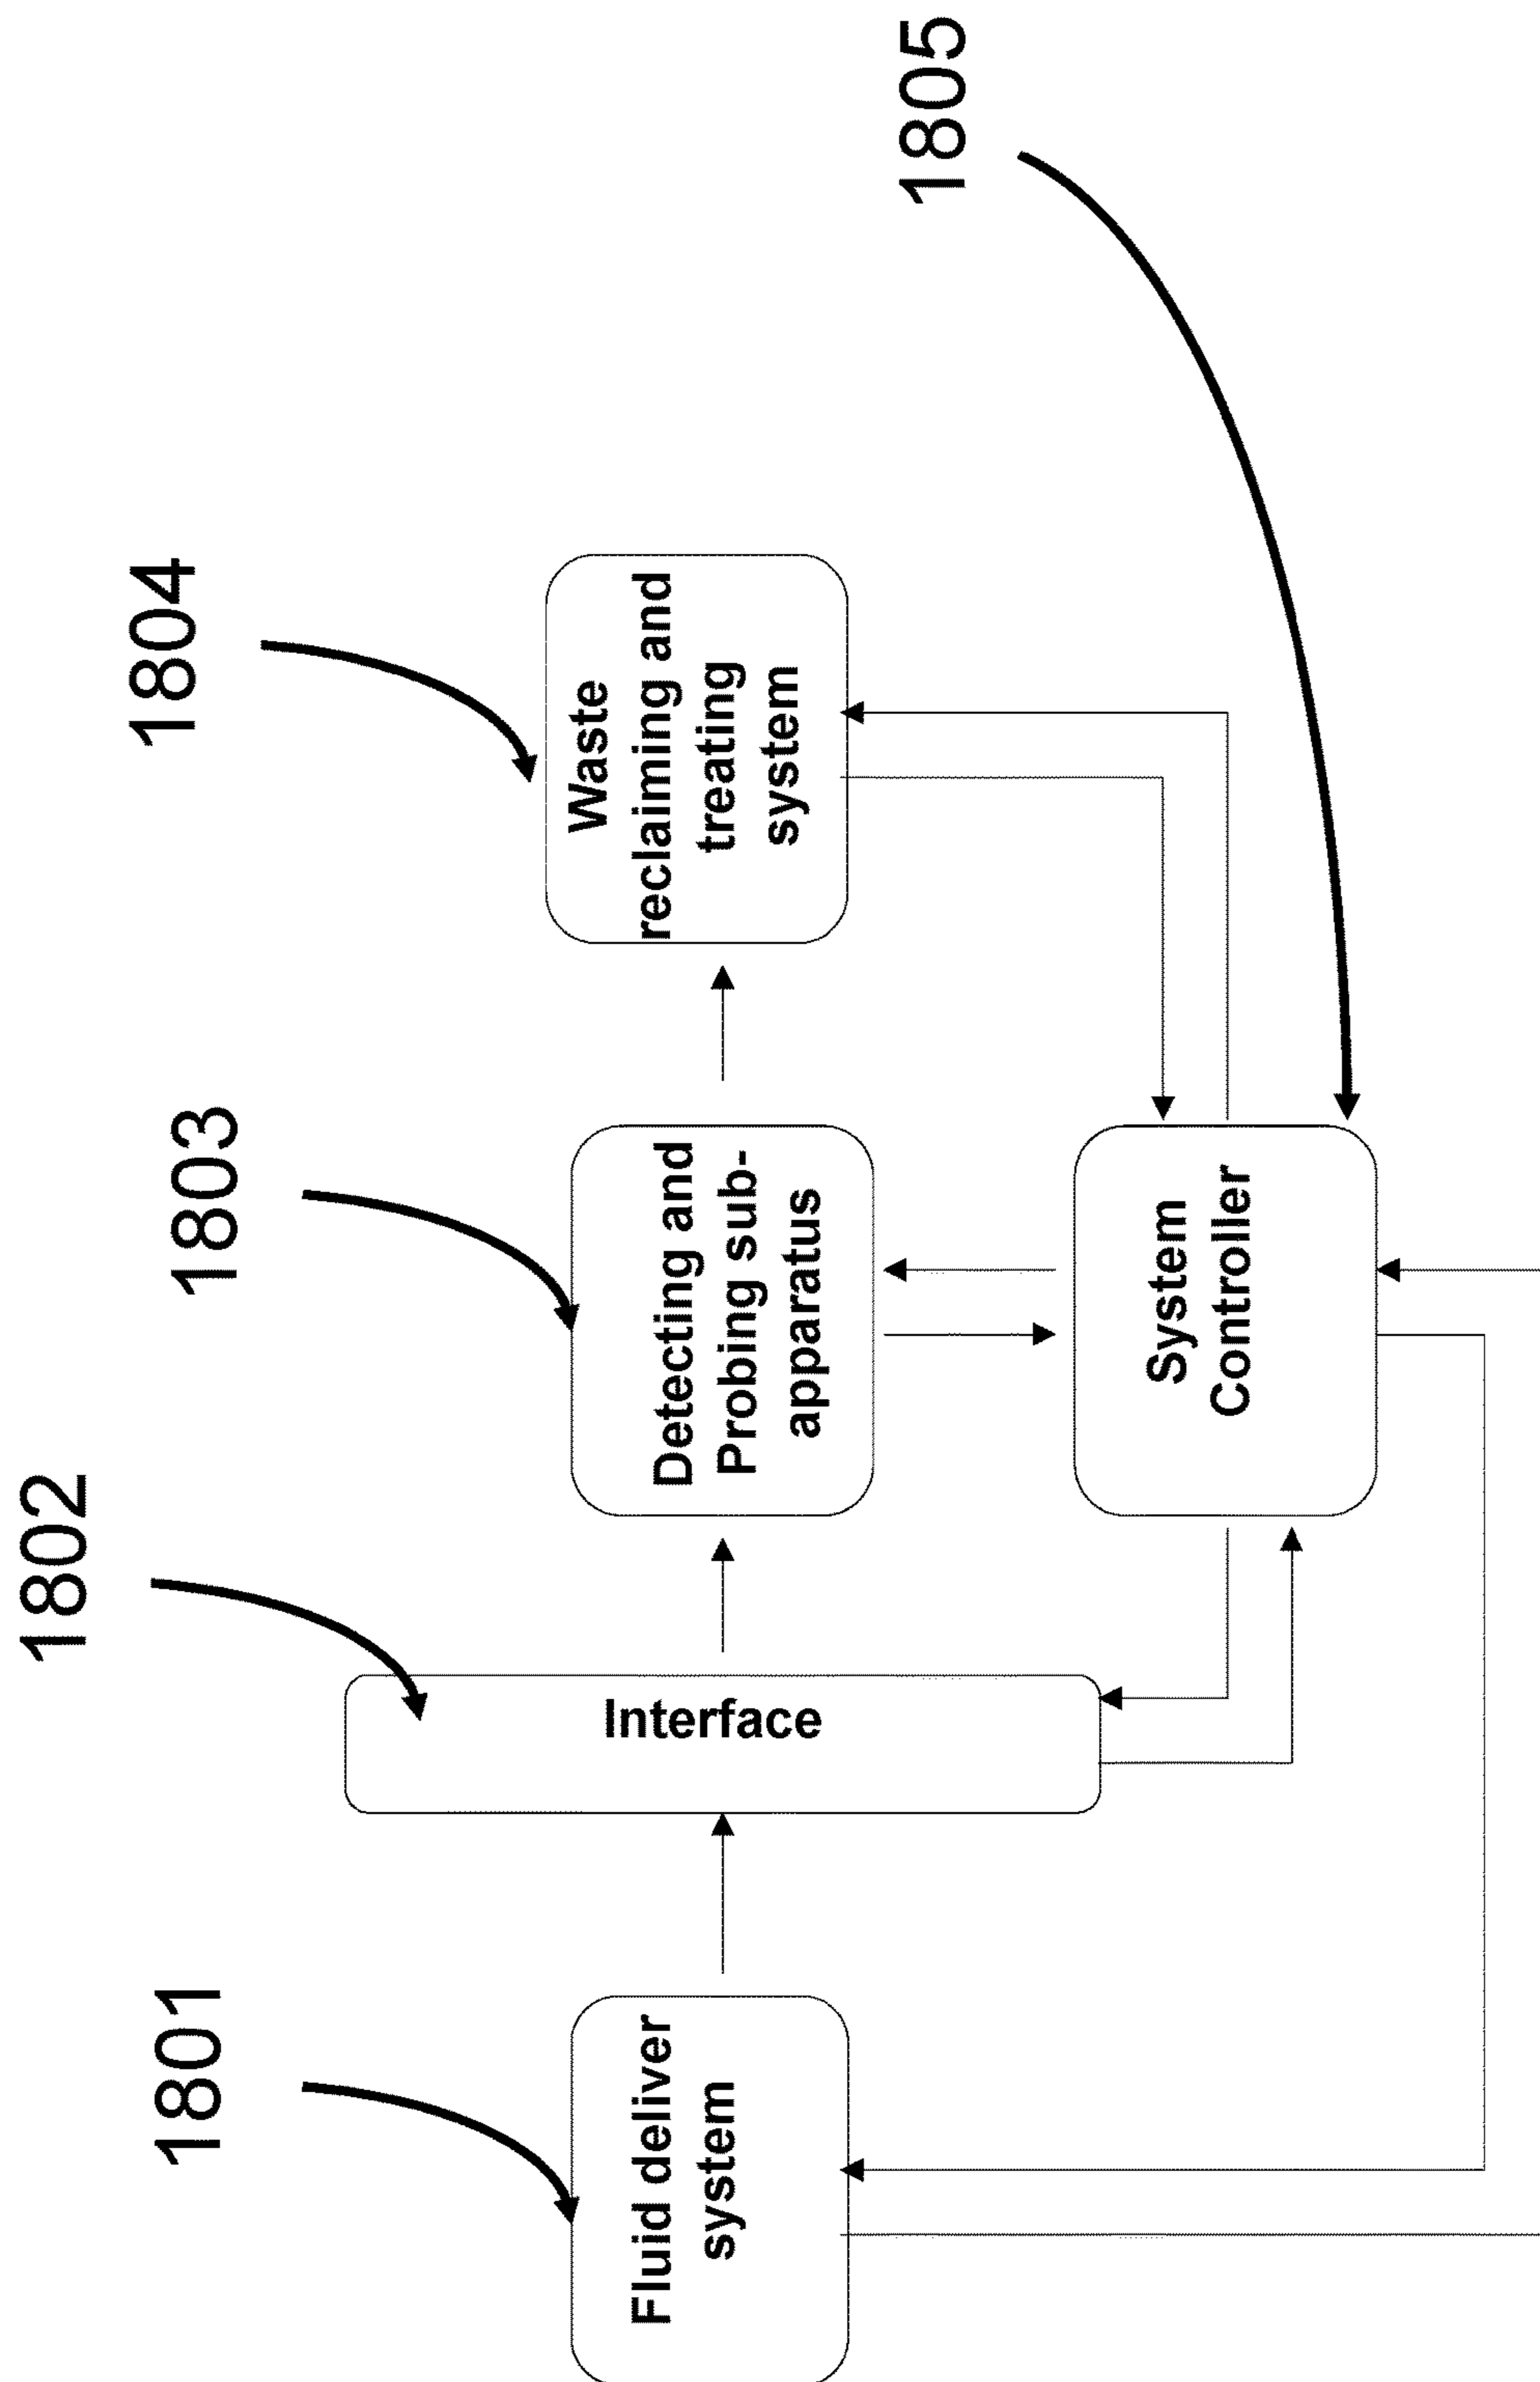 1801
1802
1803
1804
Fluid deliver
system
Interface
Detecting and
Probing sub-
apparatus
Waste
reclaiming and
treating
system
System
Controller
1805